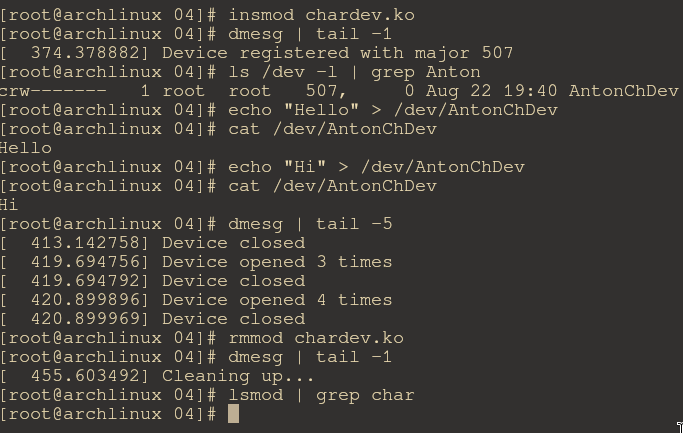 [root@archlinux 04]# insmod chardev.ko
[root@archlinux 04]# dmesg | tail -1
[  374.378882] Device registered with major 507
[root@archlinux 04]# ls /dev -l | grep Anton
crw-------   1 root  root   507,     0 Aug 22 19:40 AntonChDev
[root@archlinux 04]# echo "Hello" > /dev/AntonChDev
[root@archlinux 04]# cat /dev/AntonChDev
Hello
[root@archlinux 04]# echo "Hi" > /dev/AntonChDev
[root@archlinux 04]# cat /dev/AntonChDev
Hi
[root@archlinux 04]# dmesg | tail -5
[  413.142758] Device closed
[  419.694756] Device opened 3 times
[  419.694792] Device closed
[  420.899896] Device opened 4 times
[  420.899969] Device closed
[root@archlinux 04]# rmmod chardev.ko
[root@archlinux 04]# dmesg | tail -1
[  455.603492] Cleaning up...
[root@archlinux 04]# lsmod | grep char
[root@archlinux 04]#